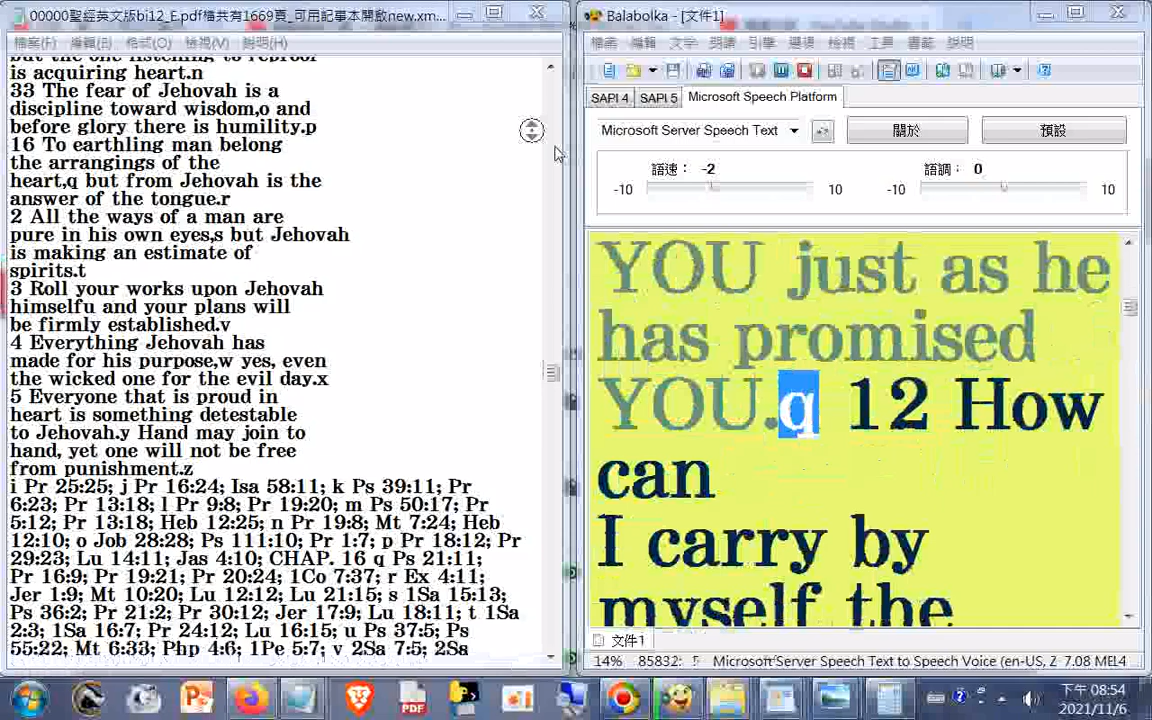 00000聖經英文版bi12_E.pdf檔共有1669頁_可用記事本開啟new.xm...
檔案(F) 編輯(E) 格式(O) 檢視(V) 說明(H)
but the one listening to reproof
is acquiring heart.n
33 The fear of Jehovah is a
discipline toward wisdom,o and
before glory there is humility.p
16 To earthling man belong
the arrangings of the
heart,q but from Jehovah is the
answer of the tongue.r
2 All the ways of a man are
pure in his own eyes,s but Jehovah
is making an estimate of
spirits.t
3 Roll your works upon Jehovah
himselfu and your plans will
be firmly established.v
4 Everything Jehovah has
made for his purpose,w yes, even
the wicked one for the evil day.x
5 Everyone that is proud in
heart is something detestable
to Jehovah.y Hand may join to
hand, yet one will not be free
from punishment.z
i Pr 25:25; j Pr 16:24; Isa 58:11; k Ps 39:11; Pr
6:23; Pr 13:18; l Pr 9:8; Pr 19:20; m Ps 50:17; Pr
5:12; Pr 13:18; Heb 12:25; n Pr 19:8; Mt 7:24; Heb
12:10; o Job 28:28; Ps 111:10; Pr 1:7; p Pr 18:12; Pr
29:23; Lu 14:11; Jas 4:10; CHAP. 16 q Ps 21:11;
Pr 16:9; Pr 19:21; Pr 20:24; 1Co 7:37; r Ex 4:11;
Jer 1:9; Mt 10:20; Lu 12:12; Lu 21:15; s 1Sa 15:13;
Ps 36:2; Pr 21:2; Pr 30:12; Jer 17:9; Lu 18:11; t 1Sa
2:3; 1Sa 16:7; Pr 24:12; Lu 16:15; u Ps 37:5; Ps
55:22; Mt 6:33; Php 4:6; 1Pe 5:7; v 2Sa 7:5; 2Sa
Balabolka - [文件1]
檔案 編輯 文字 朗讀 引擎 選項 檢視 工具 書籤 說明
SAPI 4 SAPI 5 Microsoft Speech Platform
Microsoft Server Speech Text 關於 預設
語速： -2 語調： 0
-10 10 -10 10
YOU just as he
has promised
YOU.q 12 How
can
I carry by
myself the
文件1
14% 85832: Microsoft Server Speech Text to Speech Voice (en-US, Z 7.08 MEL4
下午 08:54
2021/11/6